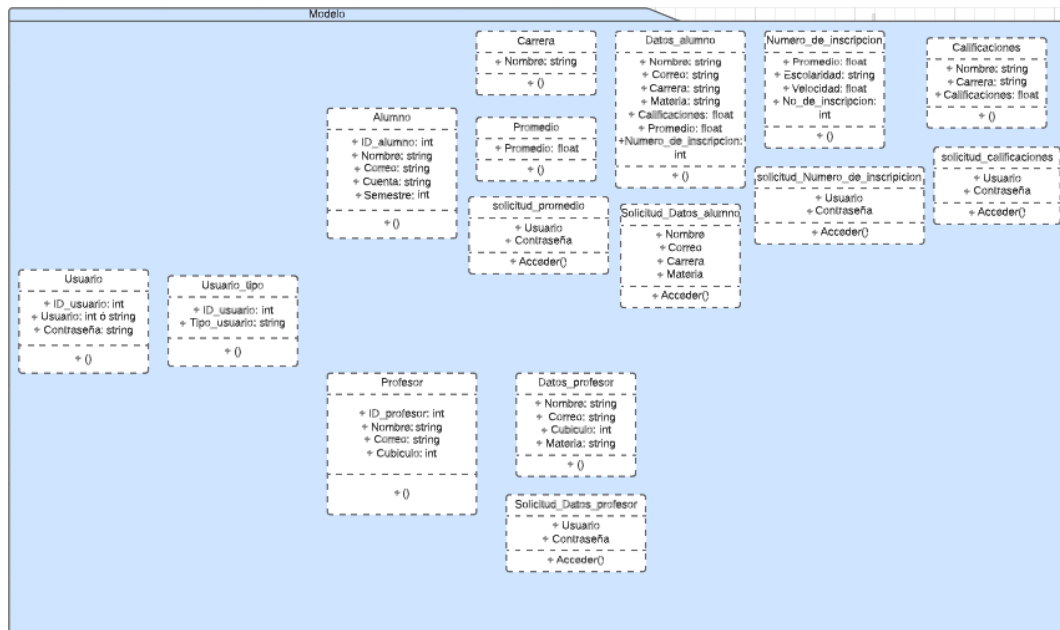 Modelo
Carrera
+ Nombre: string
+ ()
Datos_alumno
+ Nombre: string
+ Correo: string
+ Carrera: string
+ Materia: string
+ Calificaciones: float
+ Promedio: float
+Numero_de_inscripcion:
int
+ ()
Numero_de_inscripcion
+ Promedio: float
+ Escolaridad: string
+ Velocidad: float
+ No_de_inscripcion:
int
+ ()
Calificaciones
+ Nombre: string
+ Carrera: string
+ Calificaciones: float
+ ()
Alumno
+ ID_alumno: int
+ Nombre: string
+ Correo: string
+ Cuenta: string
+ Semestre: int
+ ()
Promedio
+ Promedio: float
+ ()
solicitud_promedio
+ Usuario
+ Contraseña
+ Acceder()
Solicitud_Datos_alumno
+ Nombre
+ Correo
+ Carrera
+ Materia
+ Acceder()
solicitud_Numero_de_inscripicion
+ Usuario
+ Contraseña
+ Acceder()
solicitud_calificaciones
+ Usuario
+ Contraseña
+ Acceder()
Usuario
+ ID_usuario: int
+ Usuario: int ó string
+ Contraseña: string
+ ()
Usuario_tipo
+ ID_usuario: int
+ Tipo_usuario: string
+ ()
Profesor
+ ID_profesor: int
+ Nombre: string
+ Correo: string
+ Cubiculo: int
+ ()
Datos_profesor
+ Nombre: string
+ Correo: string
+ Cubiculo: int
+ Materia: string
+ ()
Solicitud_Datos_profesor
+ Usuario
+ Contraseña
+ Acceder()